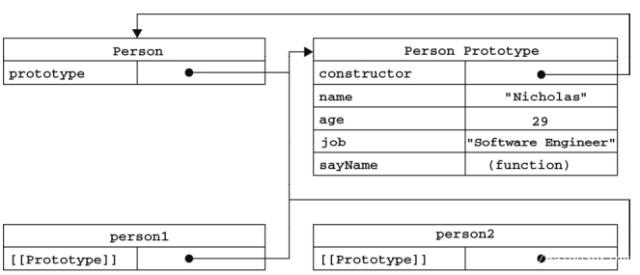 Person
prototype
Person Prototype
constructor
name "Nicholas"
age 29
job "Software Engineer"
sayName (function)
person1
[[Prototype]]
person2
[[Prototype]]